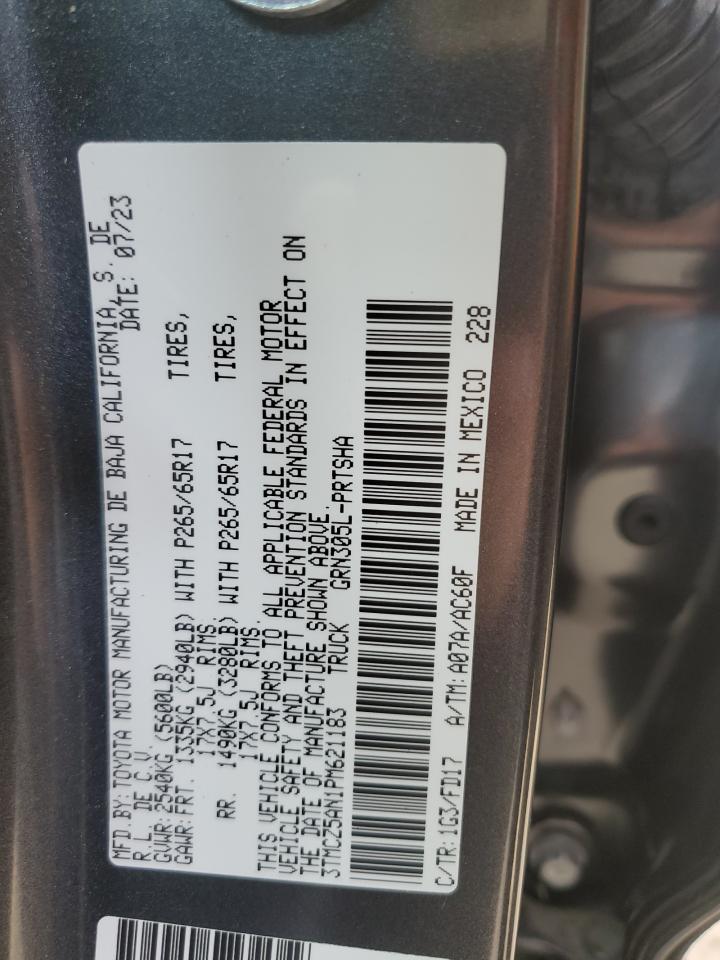 MFD.BY:TOYOTA MOTOR MANUFACTURING DE BAJA CALIFORNIA, S. DE
R.L. DE C.V. DATE: 07/23
GVWR:2540KG (5600LB)
GAWR:FRT. 1335KG (2940LB) WITH P265/65R17 TIRES,
17X7.5J RIMS.
RR. 1490KG (3280LB) WITH P265/65R17 TIRES,
17X7.5J RIMS.
THIS VEHICLE CONFORMS TO ALL APPLICABLE FEDERAL MOTOR
VEHICLE SAFETY AND THEFT PREVENTION STANDARDS IN EFFECT ON
THE DATE OF MANUFACTURE SHOWN ABOVE.
3TMCZ5AN1PM621183 TRUCK GRN305L-PRTSHA
C/TR:1G3/FD17 A/TM:A07A/AC60F MADE IN MEXICO 228